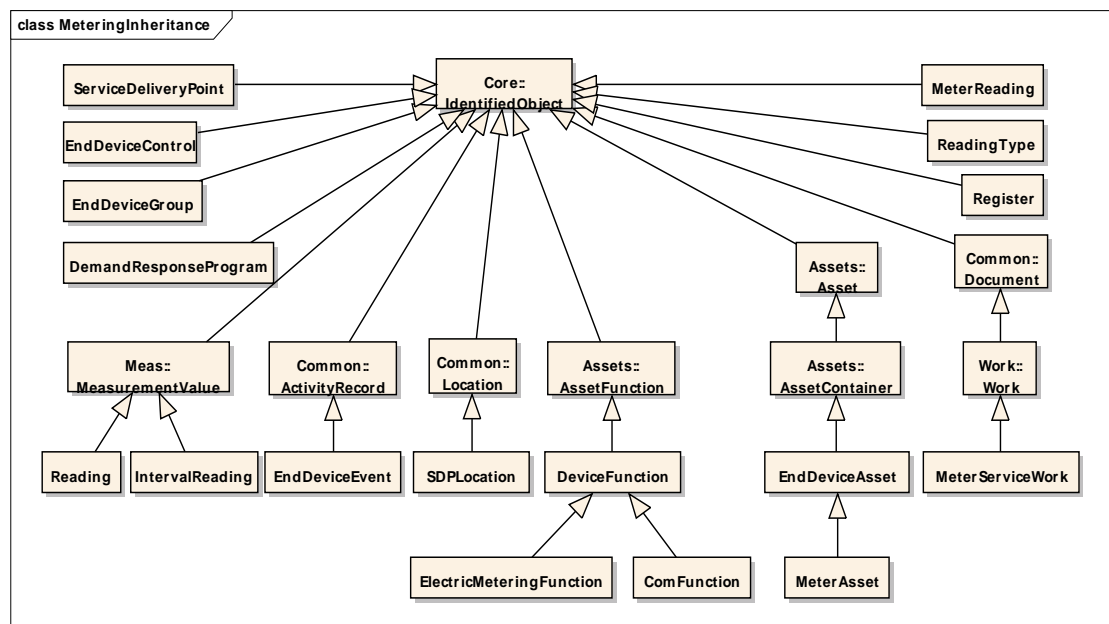 class MeteringInheritance
Core::
IdentifiedObject
ServiceDeliveryPoint
MeterReading
EndDeviceControl
ReadingType
EndDeviceGroup
Register
DemandResponseProgram
Assets::
Asset
Common::
Document
Meas::
MeasurementValue
Common::
ActivityRecord
Common::
Location
Assets::
AssetFunction
Assets::
AssetContainer
Work::
Work
Reading
IntervalReading
EndDeviceEvent
SDPLocation
DeviceFunction
EndDeviceAsset
MeterServiceWork
ElectricMeteringFunction
ComFunction
MeterAsset